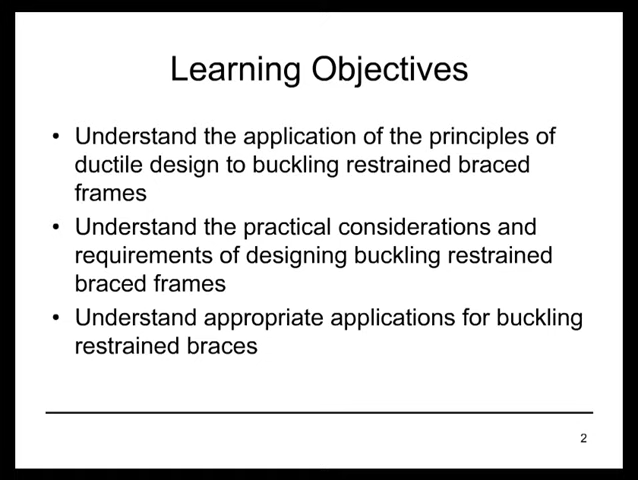 Learning Objectives
• Understand the application of the principles of
ductile design to buckling restrained braced
frames
• Understand the practical considerations and
requirements of designing buckling restrained
braced frames
• Understand appropriate applications for buckling
restrained braces
2